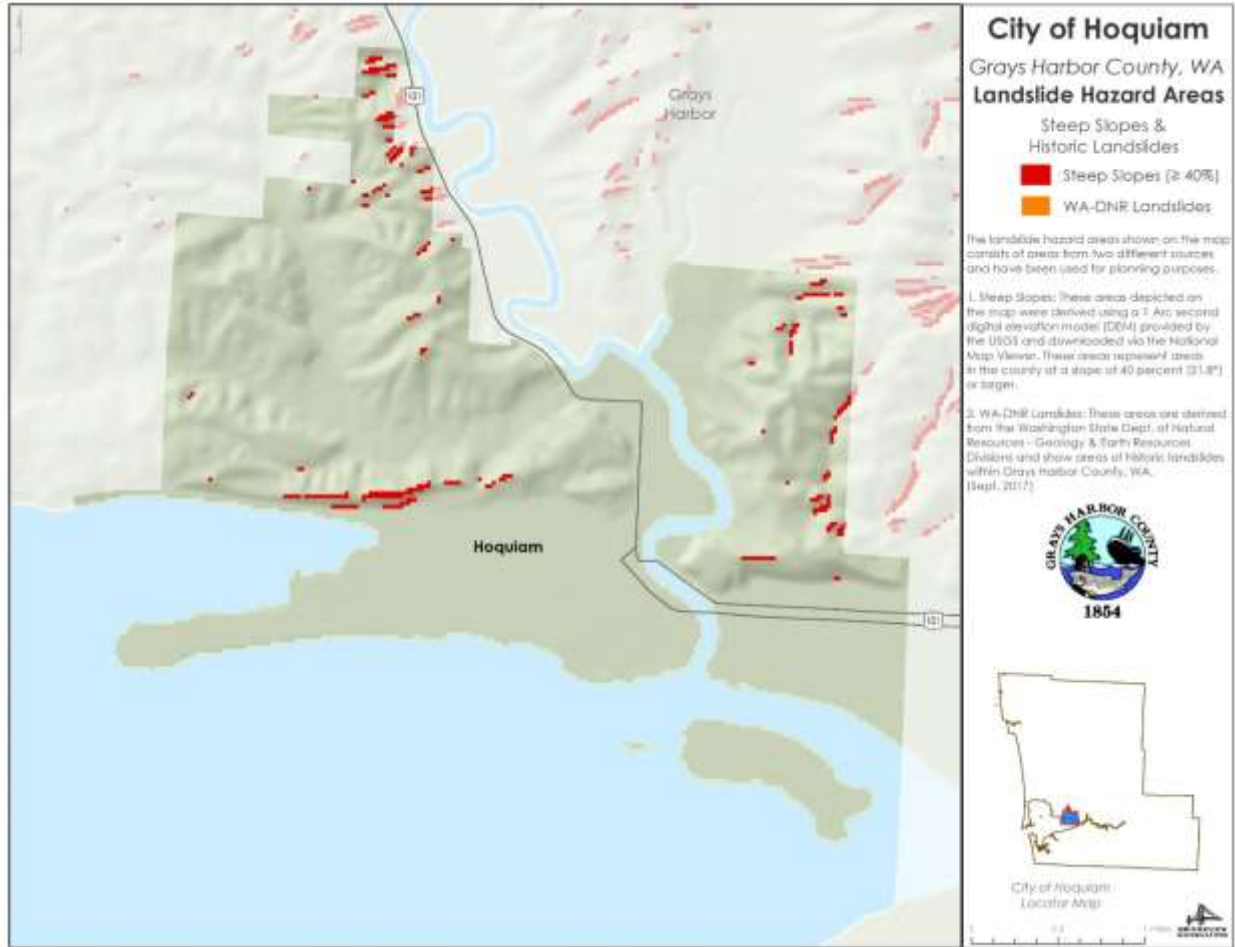 City of Hoquiam
Grays Harbor County, WA
Landslide Hazard Areas
Steep Slopes &
Historic Landslides
Steep Slopes (≥ 40%)
WA-DNR Landslides
The landslide hazard areas shown on the map
consists of areas from two different sources
and have been used for planning purposes.
1. Steep Slopes: These areas depicted on
the map were derived using a 1 Arc second
digital elevation model (DEM) provided by
the USGS and downloaded via the National
Map Viewer. These areas represent areas
in the county at a slope of 40 percent (21.8°)
or larger.
2. WA-DNR Landslides: These areas are derived
from the Washington State Dept. of Natural
Resources - Geology & Earth Resources
Divisions and show areas of historic landslides
within Grays Harbor County, WA.
(Sept. 2017)
GRAYS HARBOR COUNTY
1854
City of Hoquiam
Locator Map
101
Grays
Harbor
Hoquiam
101